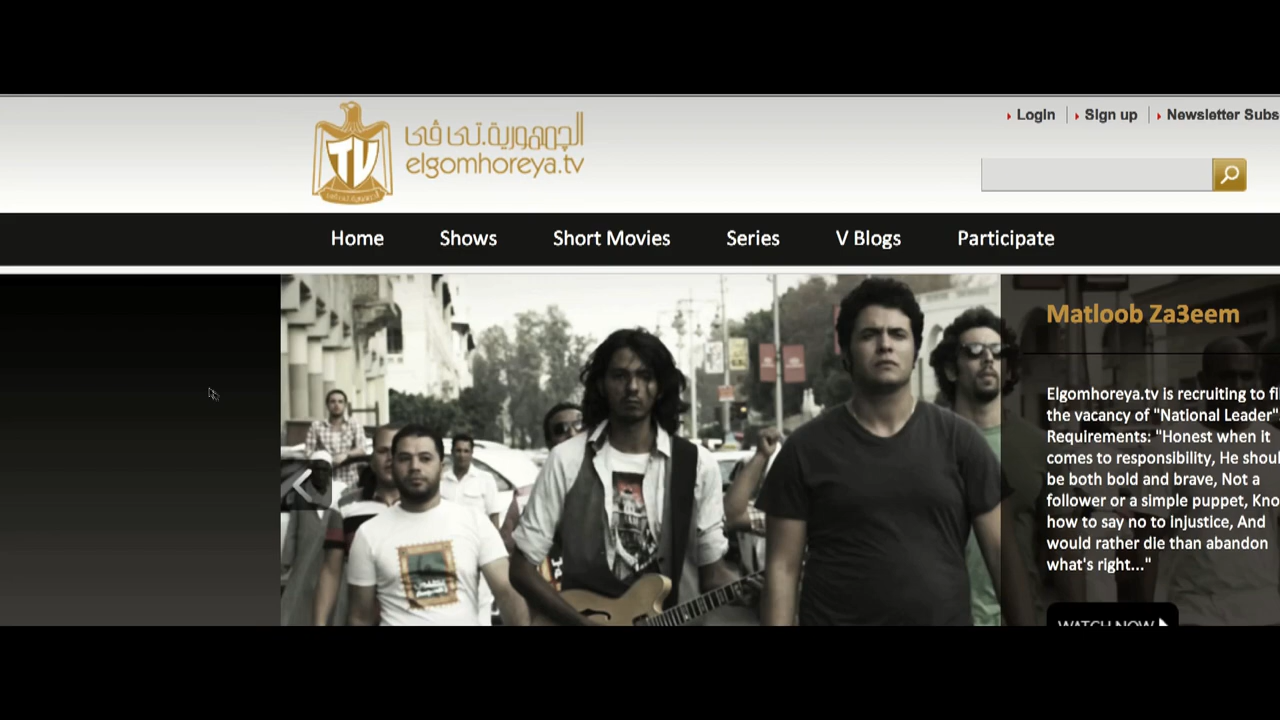 Login
Sign up
Newsletter Subs
TV
الجمهورية.تى فى
elgomhoreya.tv
Home
Shows
Short Movies
Series
V Blogs
Participate
Matloob Za3eem
Elgomhoreya.tv is recruiting to fi
the vacancy of "National Leader"
Requirements: "Honest when it
comes to responsibility, He shoul
be both bold and brave, Not a
follower or a simple puppet, Kno
how to say no to injustice, And
would rather die than abandon
what's right..."
WATCH NOW